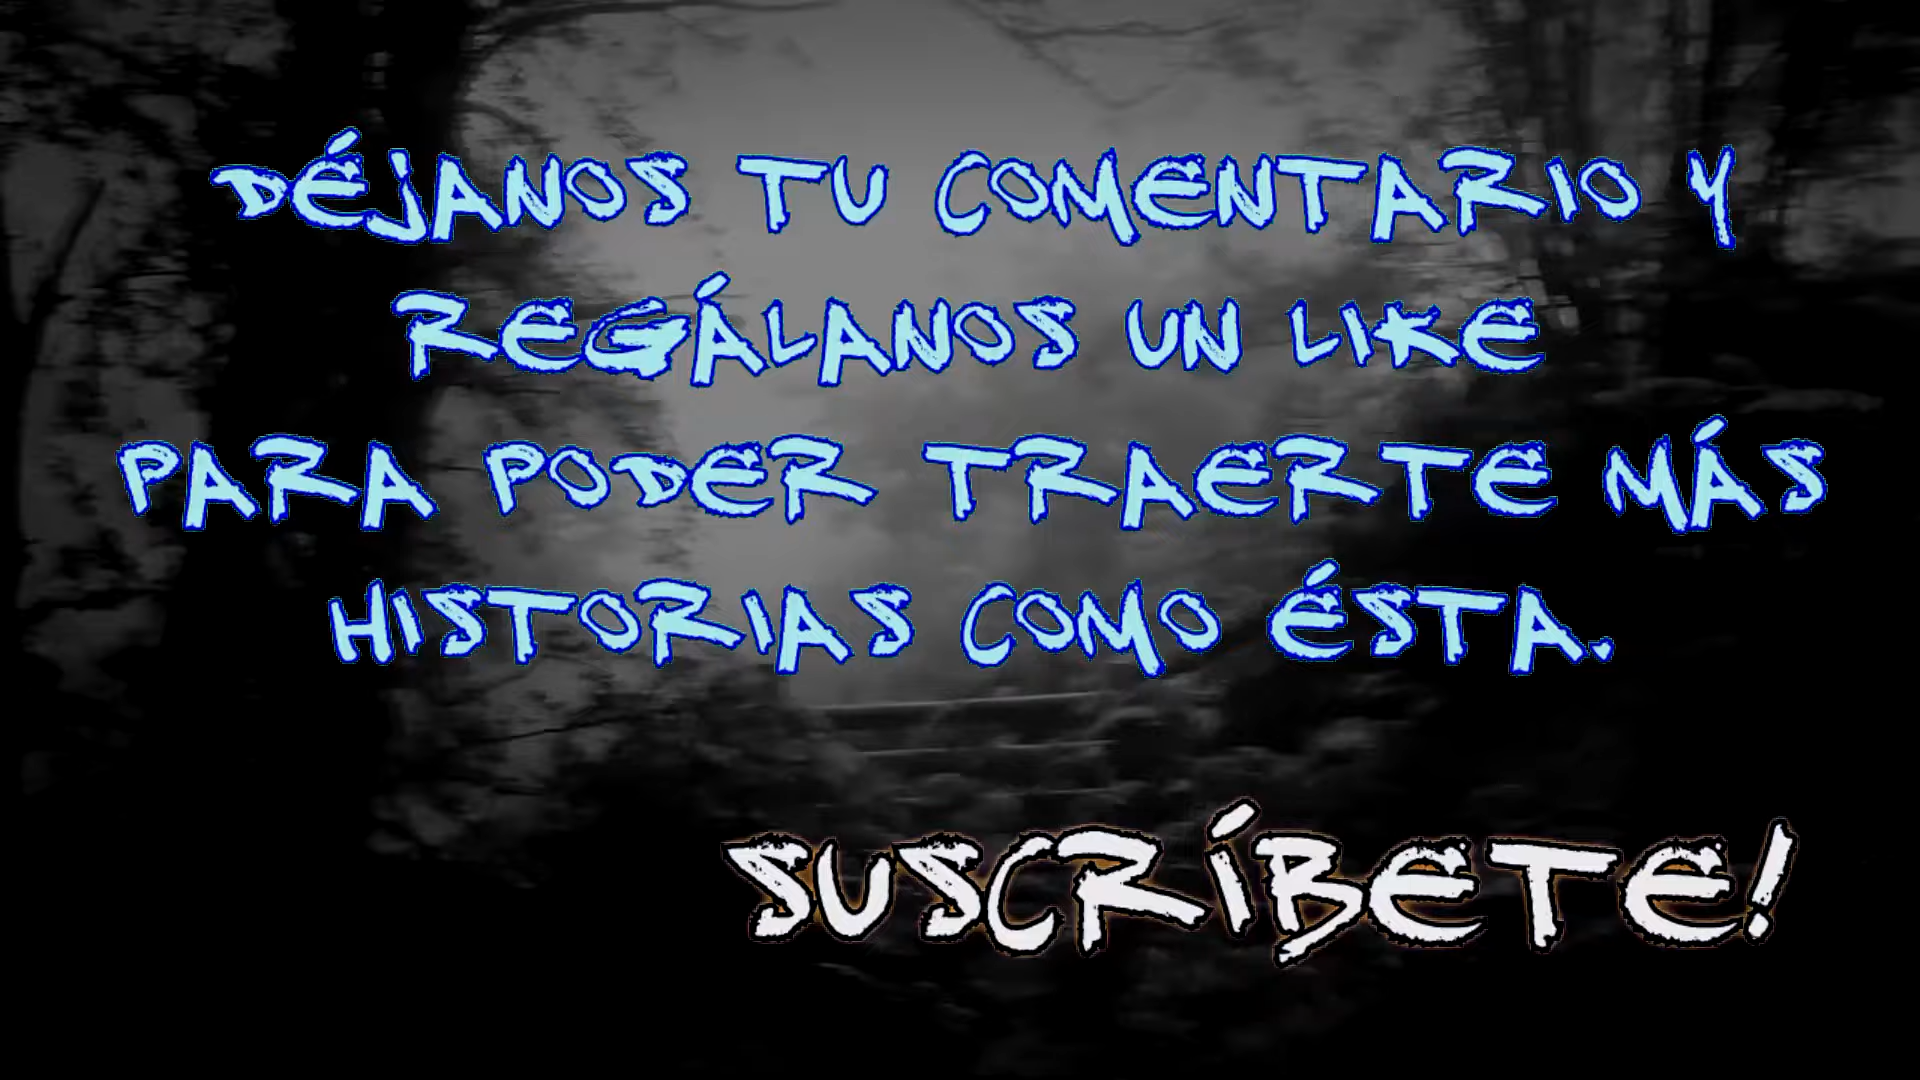 DÉJANOS TU COMENTARIO Y
REGÁLANOS UN LIKE
PARA PODER TRAERTE MÁS
HISTORIAS COMO ÉSTA.
SUSCRÍBETE!